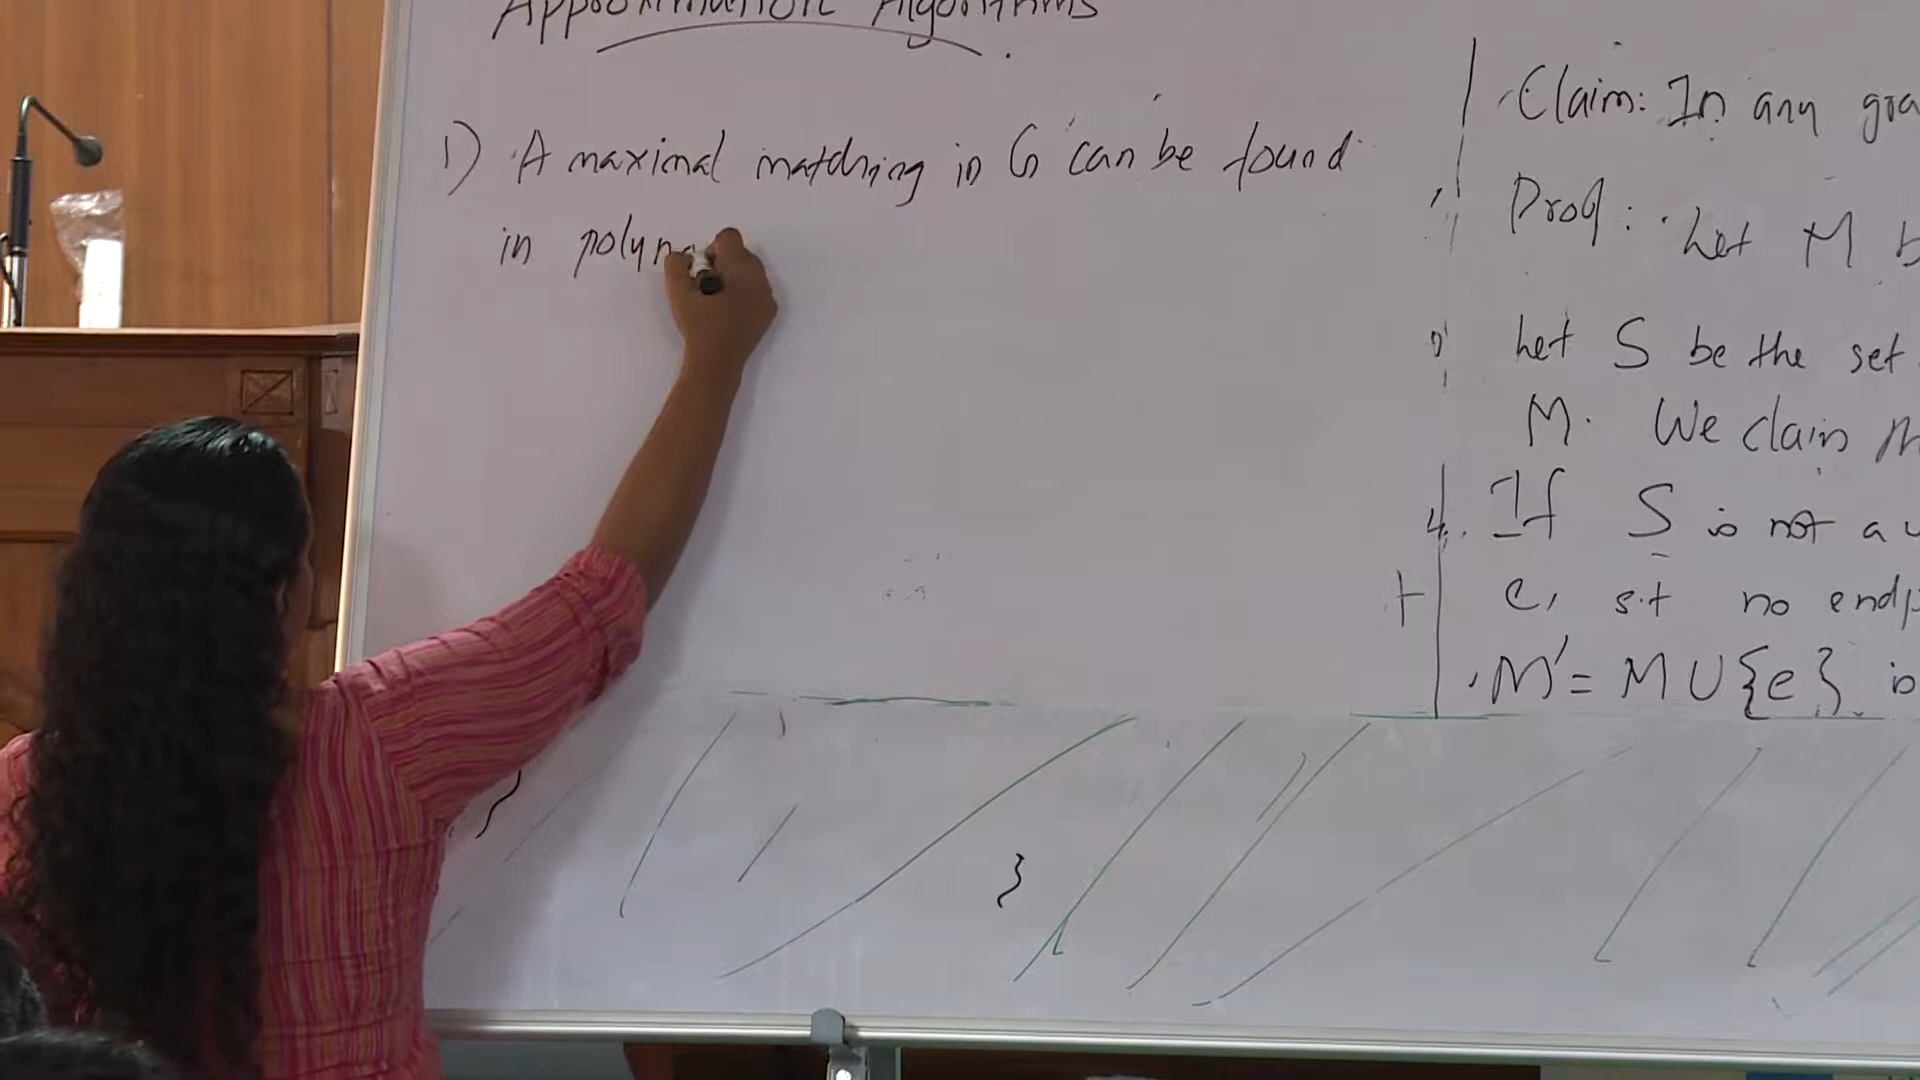 Approximation Algorithms
1) A maximal matching in G can be found
in polyno
Claim: In any gra
Proof: Let M b
Let S be the set
M. We claim M
If S is not a v
e, s.t no endp
M' = M U {e} is